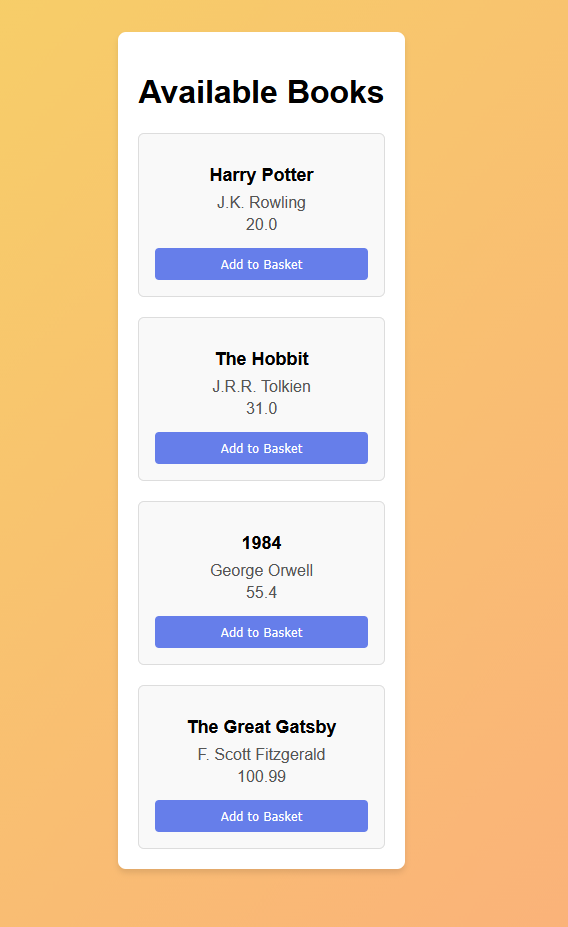 Available Books
Harry Potter
J.K. Rowling
20.0
Add to Basket
The Hobbit
J.R.R. Tolkien
31.0
Add to Basket
1984
George Orwell
55.4
Add to Basket
The Great Gatsby
F. Scott Fitzgerald
100.99
Add to Basket